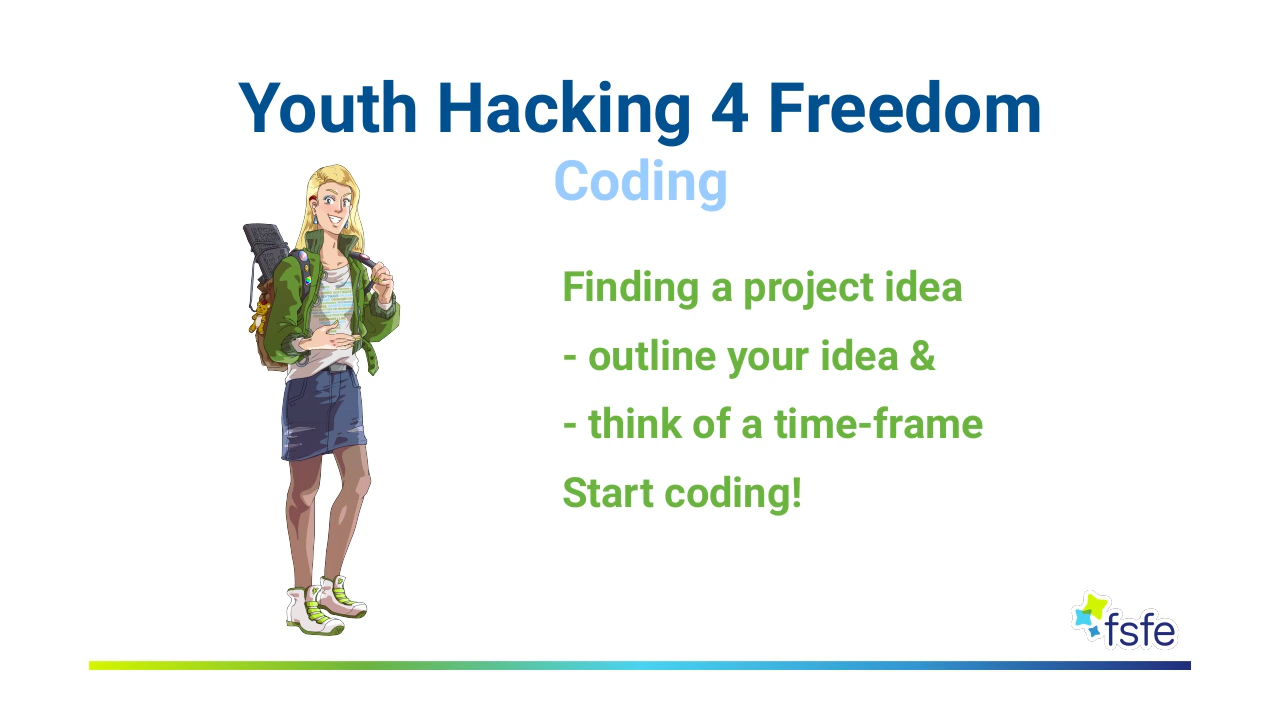 Youth Hacking 4 Freedom
Coding
Finding a project idea
- outline your idea &
- think of a time-frame
Start coding!
fsfe